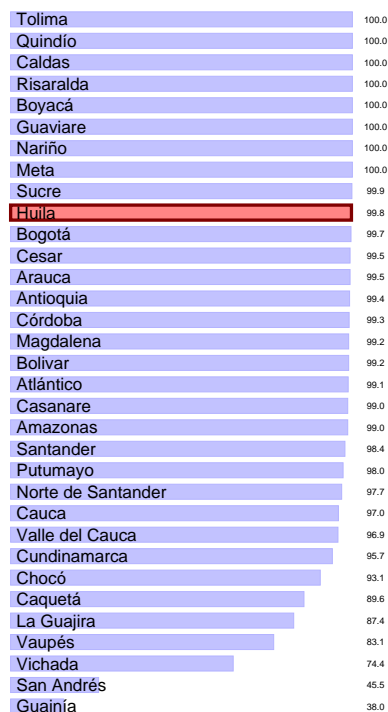 Tolima 100.0
Quindío 100.0
Caldas 100.0
Risaralda 100.0
Boyacá 100.0
Guaviare 100.0
Nariño 100.0
Meta 100.0
Sucre 99.9
Huila 99.8
Bogotá 99.7
Cesar 99.5
Arauca 99.5
Antioquia 99.4
Córdoba 99.3
Magdalena 99.2
Bolivar 99.2
Atlántico 99.1
Casanare 99.0
Amazonas 99.0
Santander 98.4
Putumayo 98.0
Norte de Santander 97.7
Cauca 97.0
Valle del Cauca 96.9
Cundinamarca 95.7
Chocó 93.1
Caquetá 89.6
La Guajira 87.4
Vaupés 83.1
Vichada 74.4
San Andrés 45.5
Guainía 38.0